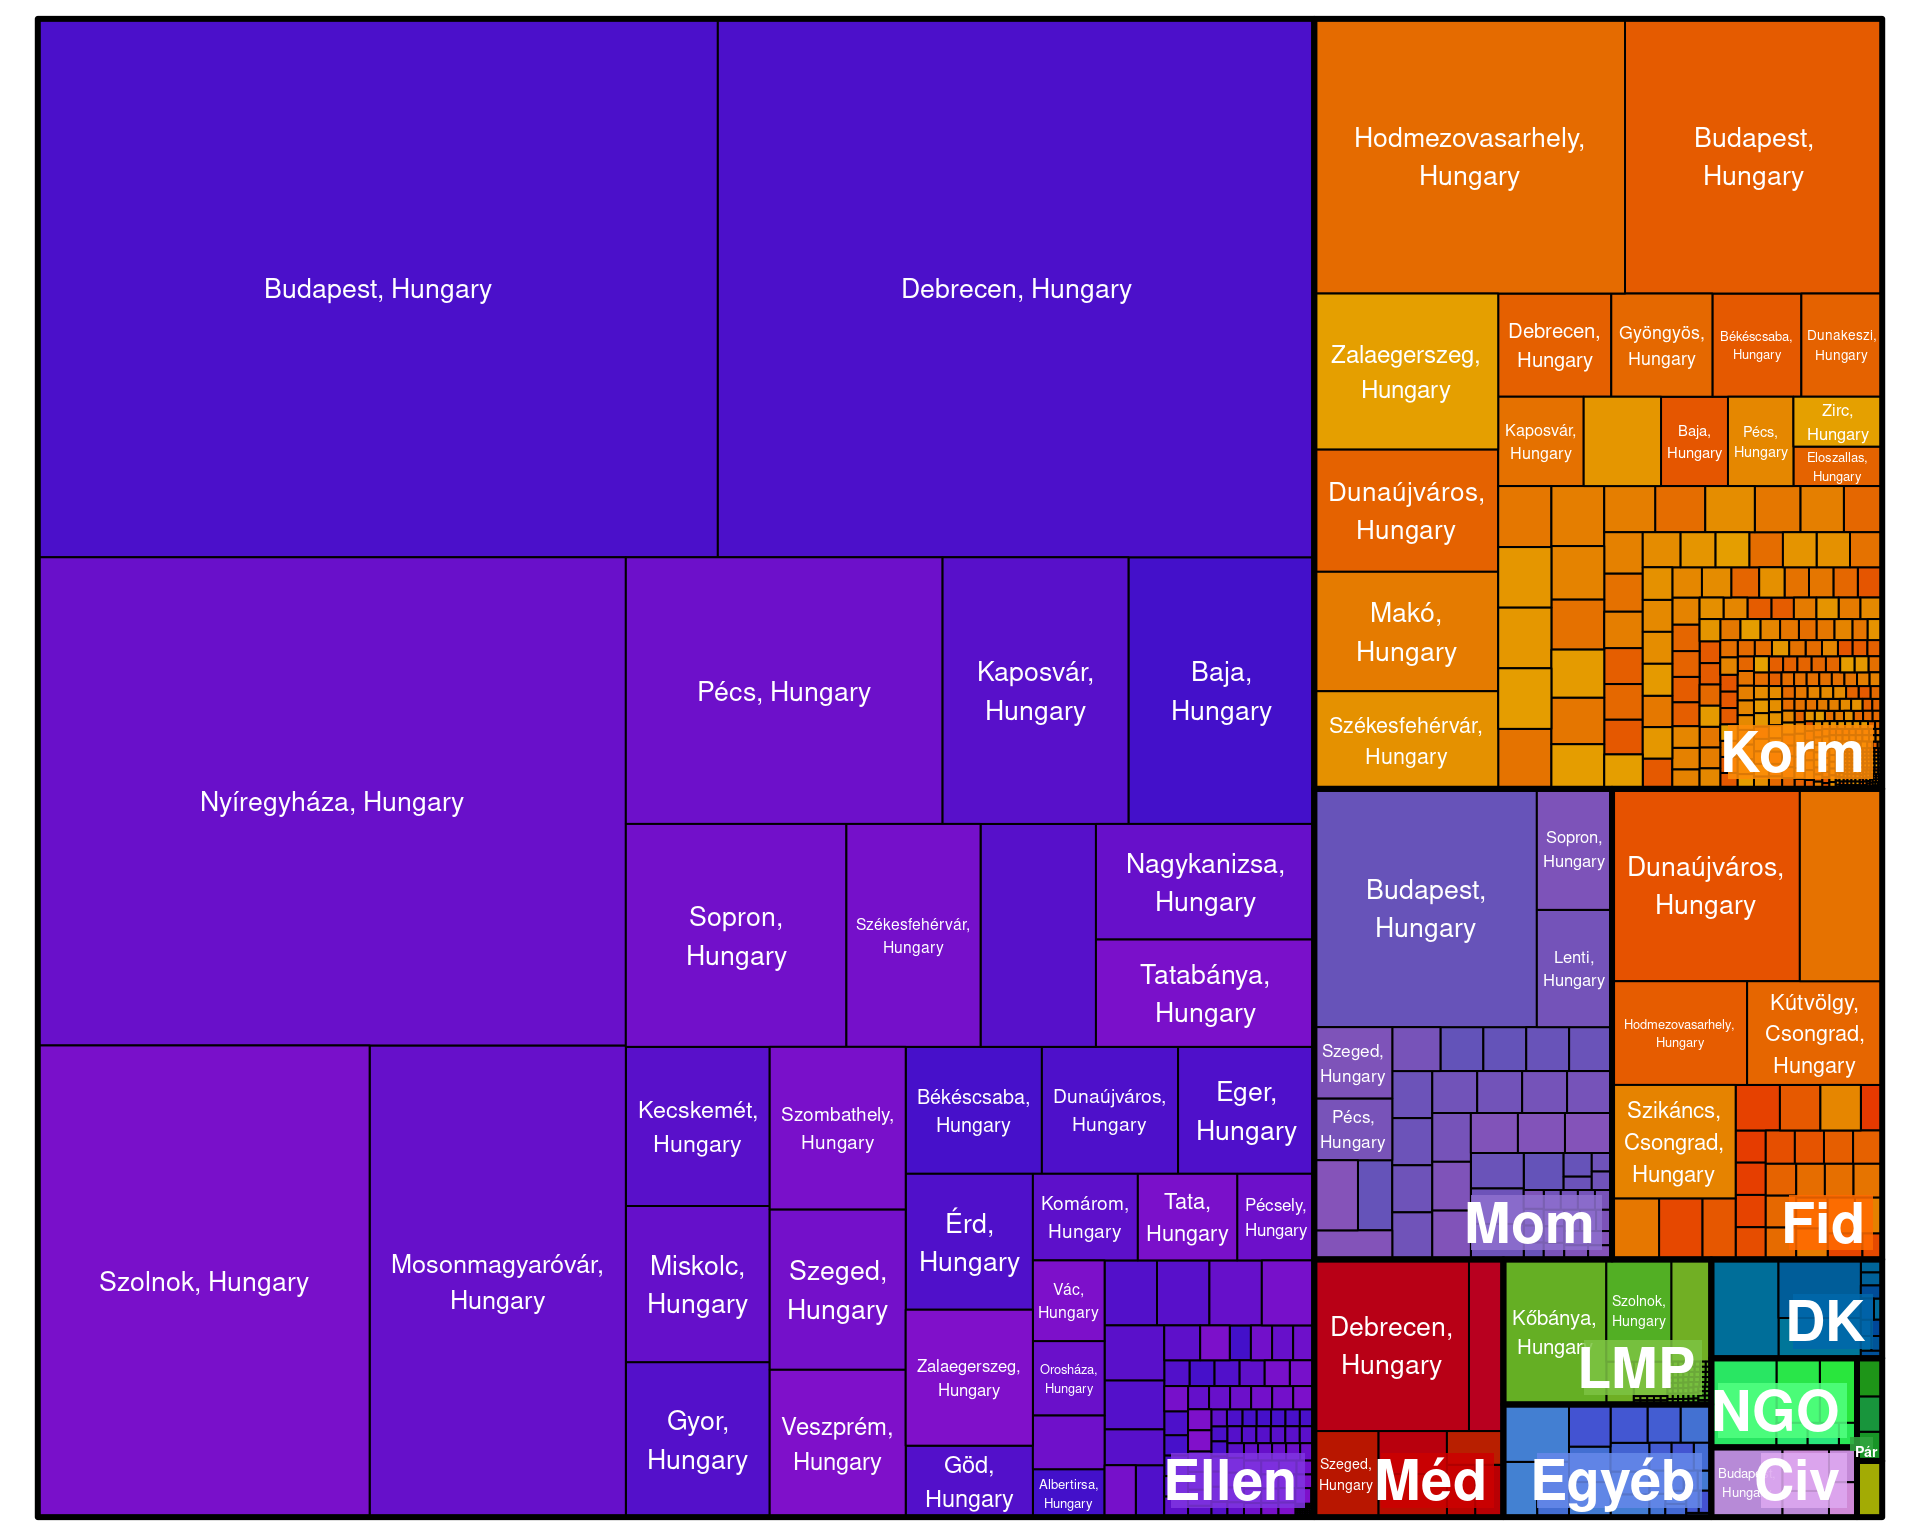 Budapest, Hungary
Debrecen, Hungary
Nyíregyháza, Hungary
Pécs, Hungary
Kaposvár,
Hungary
Baja,
Hungary
Sopron,
Hungary
Székesfehérvár,
Hungary
Nagykanizsa,
Hungary
Tatabánya,
Hungary
Szolnok, Hungary
Mosonmagyaróvár,
Hungary
Kecskemét,
Hungary
Szombathely,
Hungary
Békéscsaba,
Hungary
Dunaújváros,
Hungary
Eger,
Hungary
Miskolc,
Hungary
Szeged,
Hungary
Érd,
Hungary
Komárom,
Hungary
Tata,
Hungary
Pécsely,
Hungary
Vác,
Hungary
Zalaegerszeg,
Hungary
Orosháza,
Hungary
Gyor,
Hungary
Veszprém,
Hungary
Göd,
Hungary
Albertirsa,
Hungary
Ellen
Hodmezovasarhely,
Hungary
Budapest,
Hungary
Zalaegerszeg,
Hungary
Debrecen,
Hungary
Gyöngyös,
Hungary
Békéscsaba,
Hungary
Dunakeszi,
Hungary
Kaposvár,
Hungary
Baja,
Hungary
Pécs,
Hungary
Zirc,
Hungary
Eloszallas,
Hungary
Dunaújváros,
Hungary
Makó,
Hungary
Székesfehérvár,
Hungary
Korm
Budapest,
Hungary
Sopron,
Hungary
Lenti,
Hungary
Szeged,
Hungary
Pécs,
Hungary
Mom
Dunaújváros,
Hungary
Hodmezovasarhely,
Hungary
Kútvölgy,
Csongrad,
Hungary
Szikáncs,
Csongrad,
Hungary
Fid
Debrecen,
Hungary
Szeged,
Hungary
Méd
Kőbánya,
Hungary
Szolnok,
Hungary
LMP
Egyéb
DK
NGO
Pár
Budapest,
Hungary
Civ